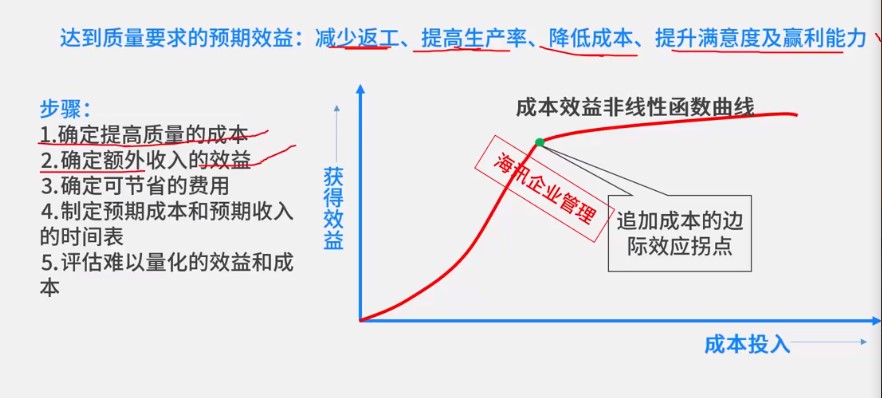 达到质量要求的预期效益：减少返工、提高生产率、降低成本、提升满意度及赢利能力
步骤：
1.确定提高质量的成本
2.确定额外收入的效益
3.确定可节省的费用
4.制定预期成本和预期收入
的时间表
5.评估难以量化的效益和成
本
成本效益非线性函数曲线
获得效益
海汛企业管理
追加成本的边
际效应拐点
成本投入